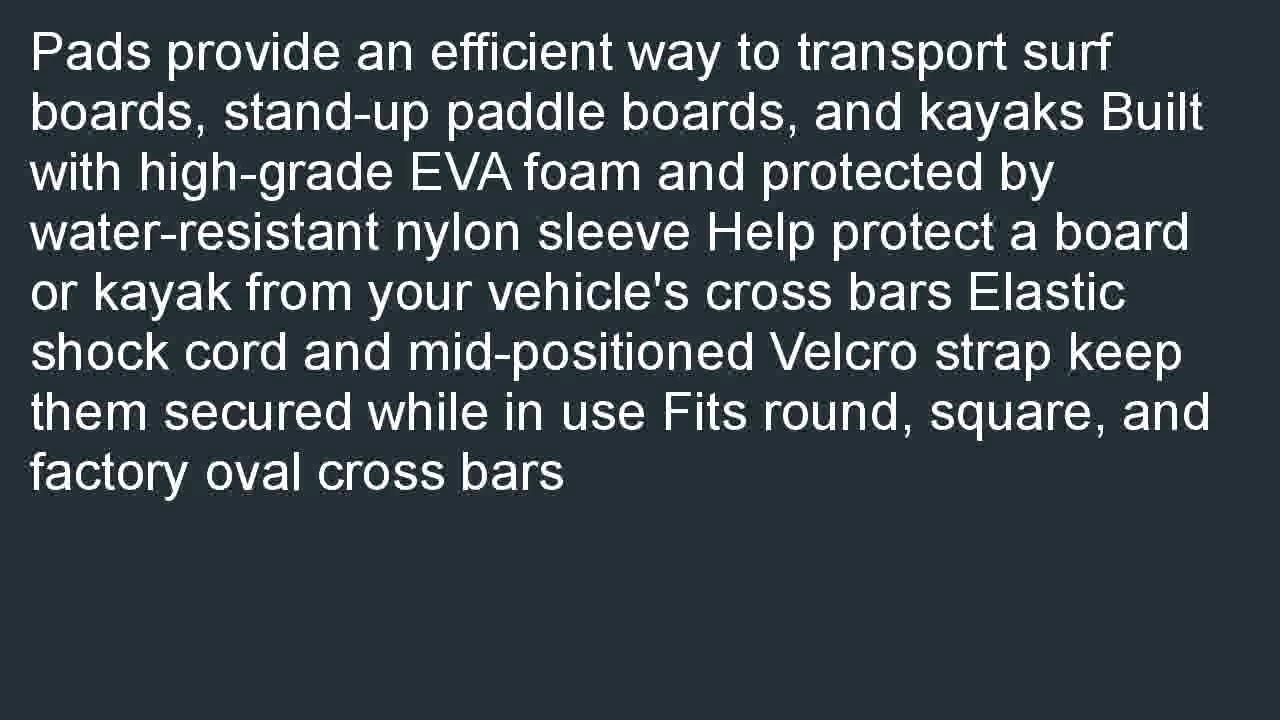 Pads provide an efficient way to transport surf
boards, stand-up paddle boards, and kayaks Built
with high-grade EVA foam and protected by
water-resistant nylon sleeve Help protect a board
or kayak from your vehicle's cross bars Elastic
shock cord and mid-positioned Velcro strap keep
them secured while in use Fits round, square, and
factory oval cross bars